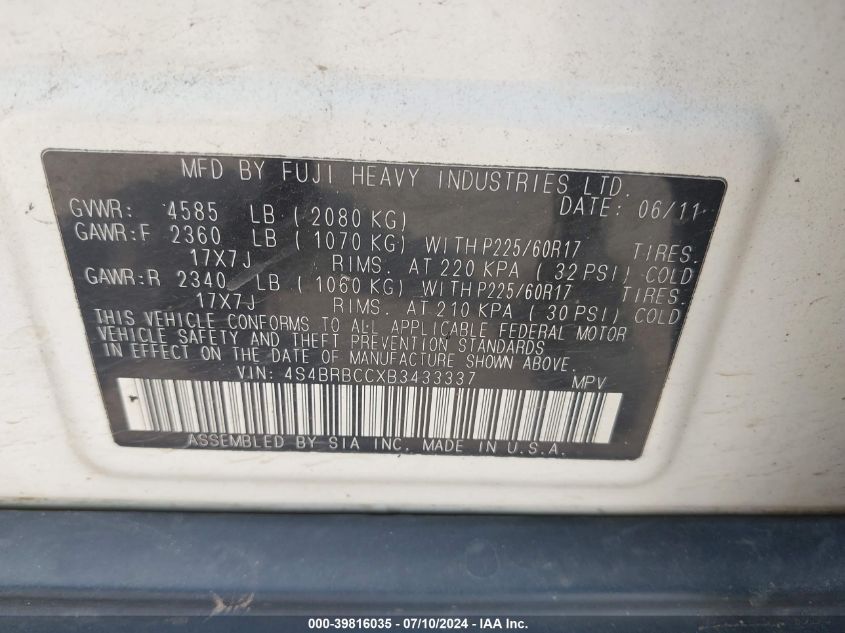 MFD BY FUJI HEAVY INDUSTRIES LTD.
DATE: 06/11
GVWR: 4585 LB (2080 KG)
GAWR:F 2360 LB (1070 KG) WITH P225/60R17 TIRES.
17X7J RIMS. AT 220 KPA (32 PSI) COLD
GAWR:R 2340 LB (1060 KG) WITH P225/60R17 TIRES.
17X7J RIMS. AT 210 KPA (30 PSI) COLD
THIS VEHICLE CONFORMS TO ALL APPLICABLE FEDERAL MOTOR
VEHICLE SAFETY AND THEFT PREVENTION STANDARDS
IN EFFECT ON THE DATE OF MANUFACTURE SHOWN ABOVE.
VIN: 4S4BRBCCXB3433337 MPV
ASSEMBLED BY SIA INC. MADE IN U.S.A.
000-39816035 - 07/10/2024 - IAA Inc.